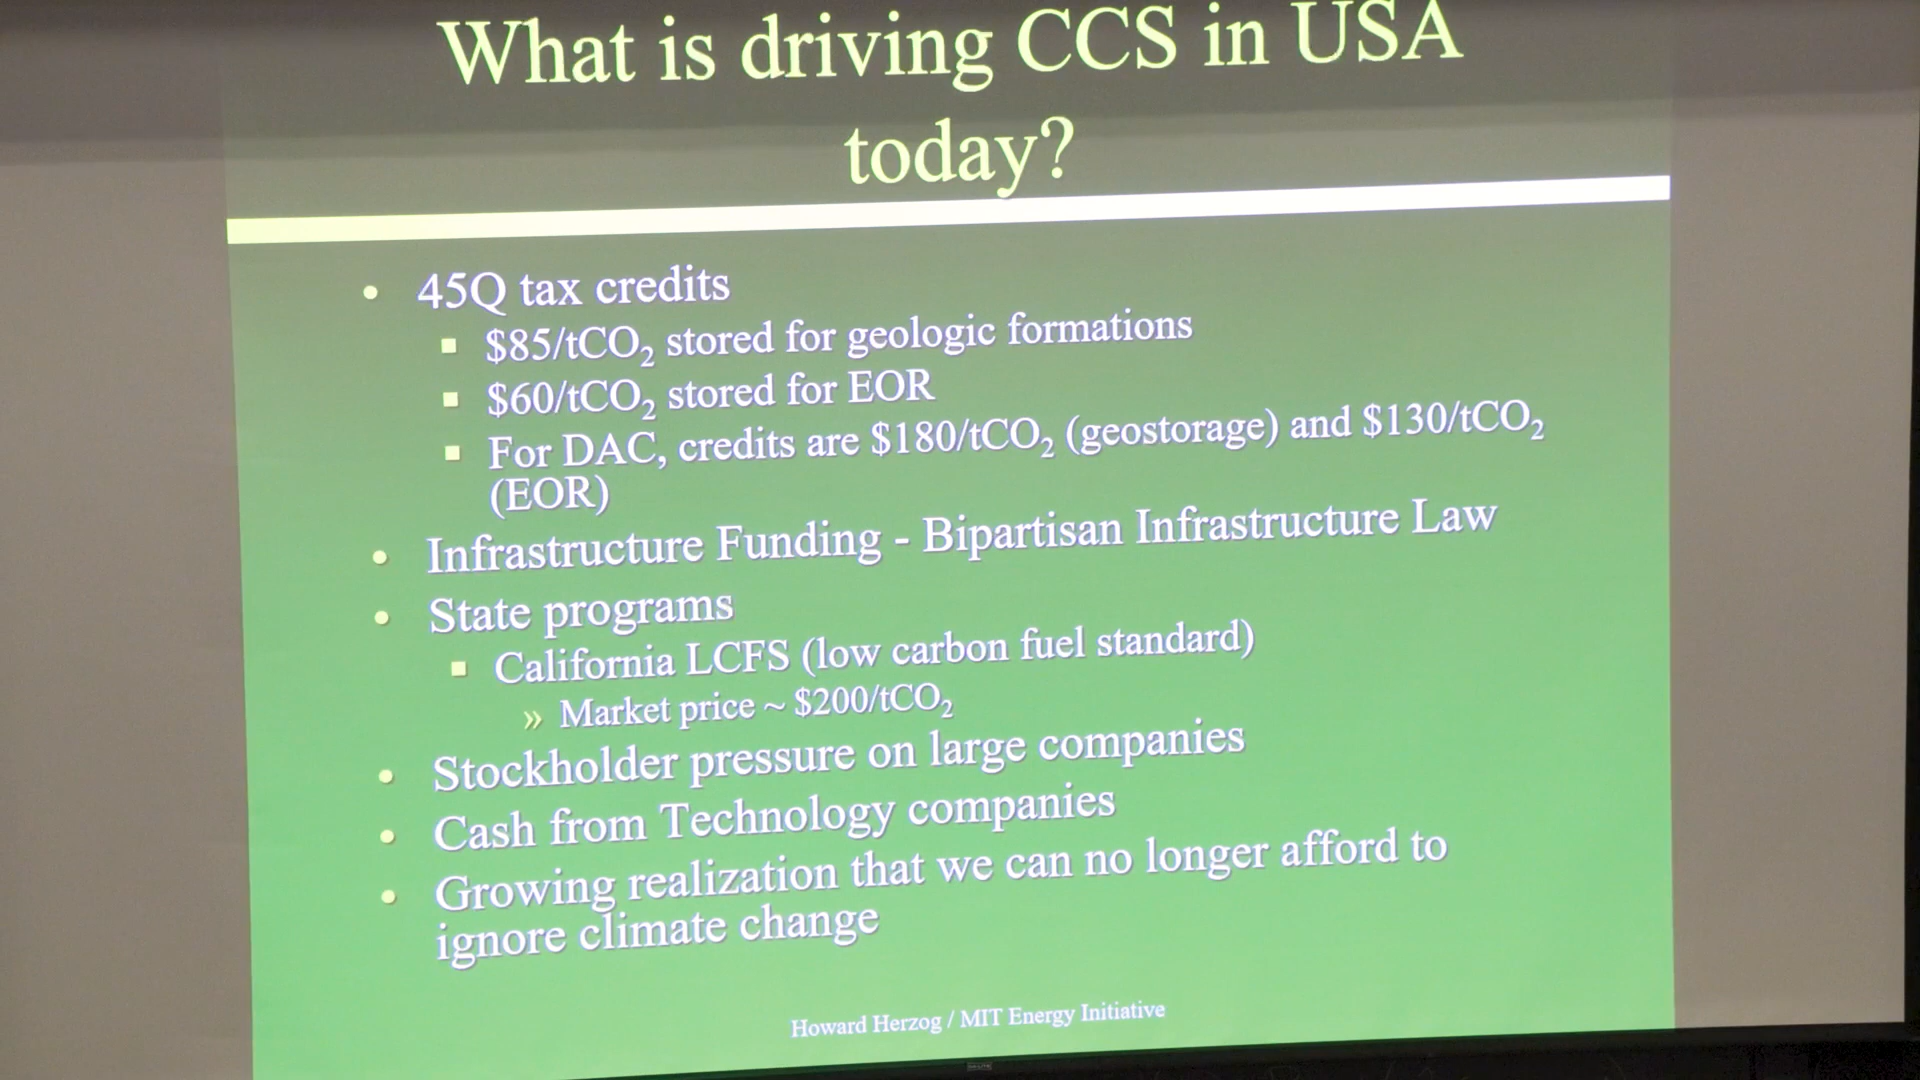 What is driving CCS in USA
today?
• 45Q tax credits
▪ $85/tCO₂ stored for geologic formations
▪ $60/tCO₂ stored for EOR
▪ For DAC, credits are $180/tCO₂ (geostorage) and $130/tCO₂
(EOR)
• Infrastructure Funding - Bipartisan Infrastructure Law
• State programs
▪ California LCFS (low carbon fuel standard)
» Market price ~ $200/tCO₂
• Stockholder pressure on large companies
• Cash from Technology companies
• Growing realization that we can no longer afford to
ignore climate change
Howard Herzog / MIT Energy Initiative